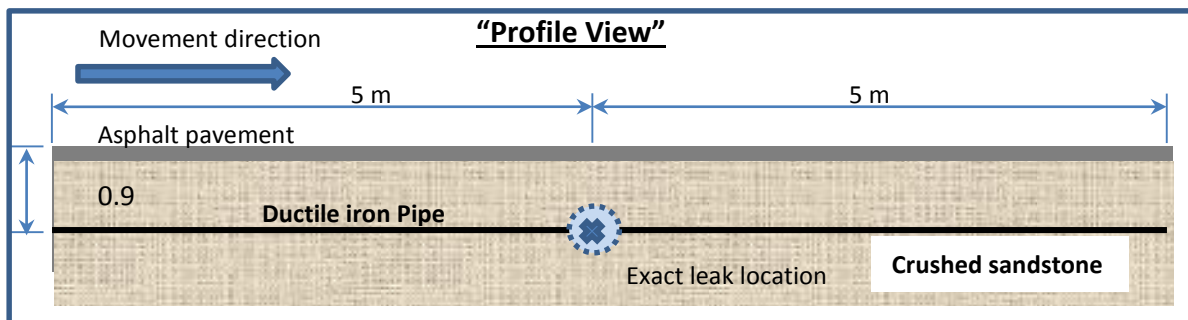 “Profile View”
Movement direction
5 m
5 m
Asphalt pavement
0.9
Ductile iron Pipe
Exact leak location
Crushed sandstone